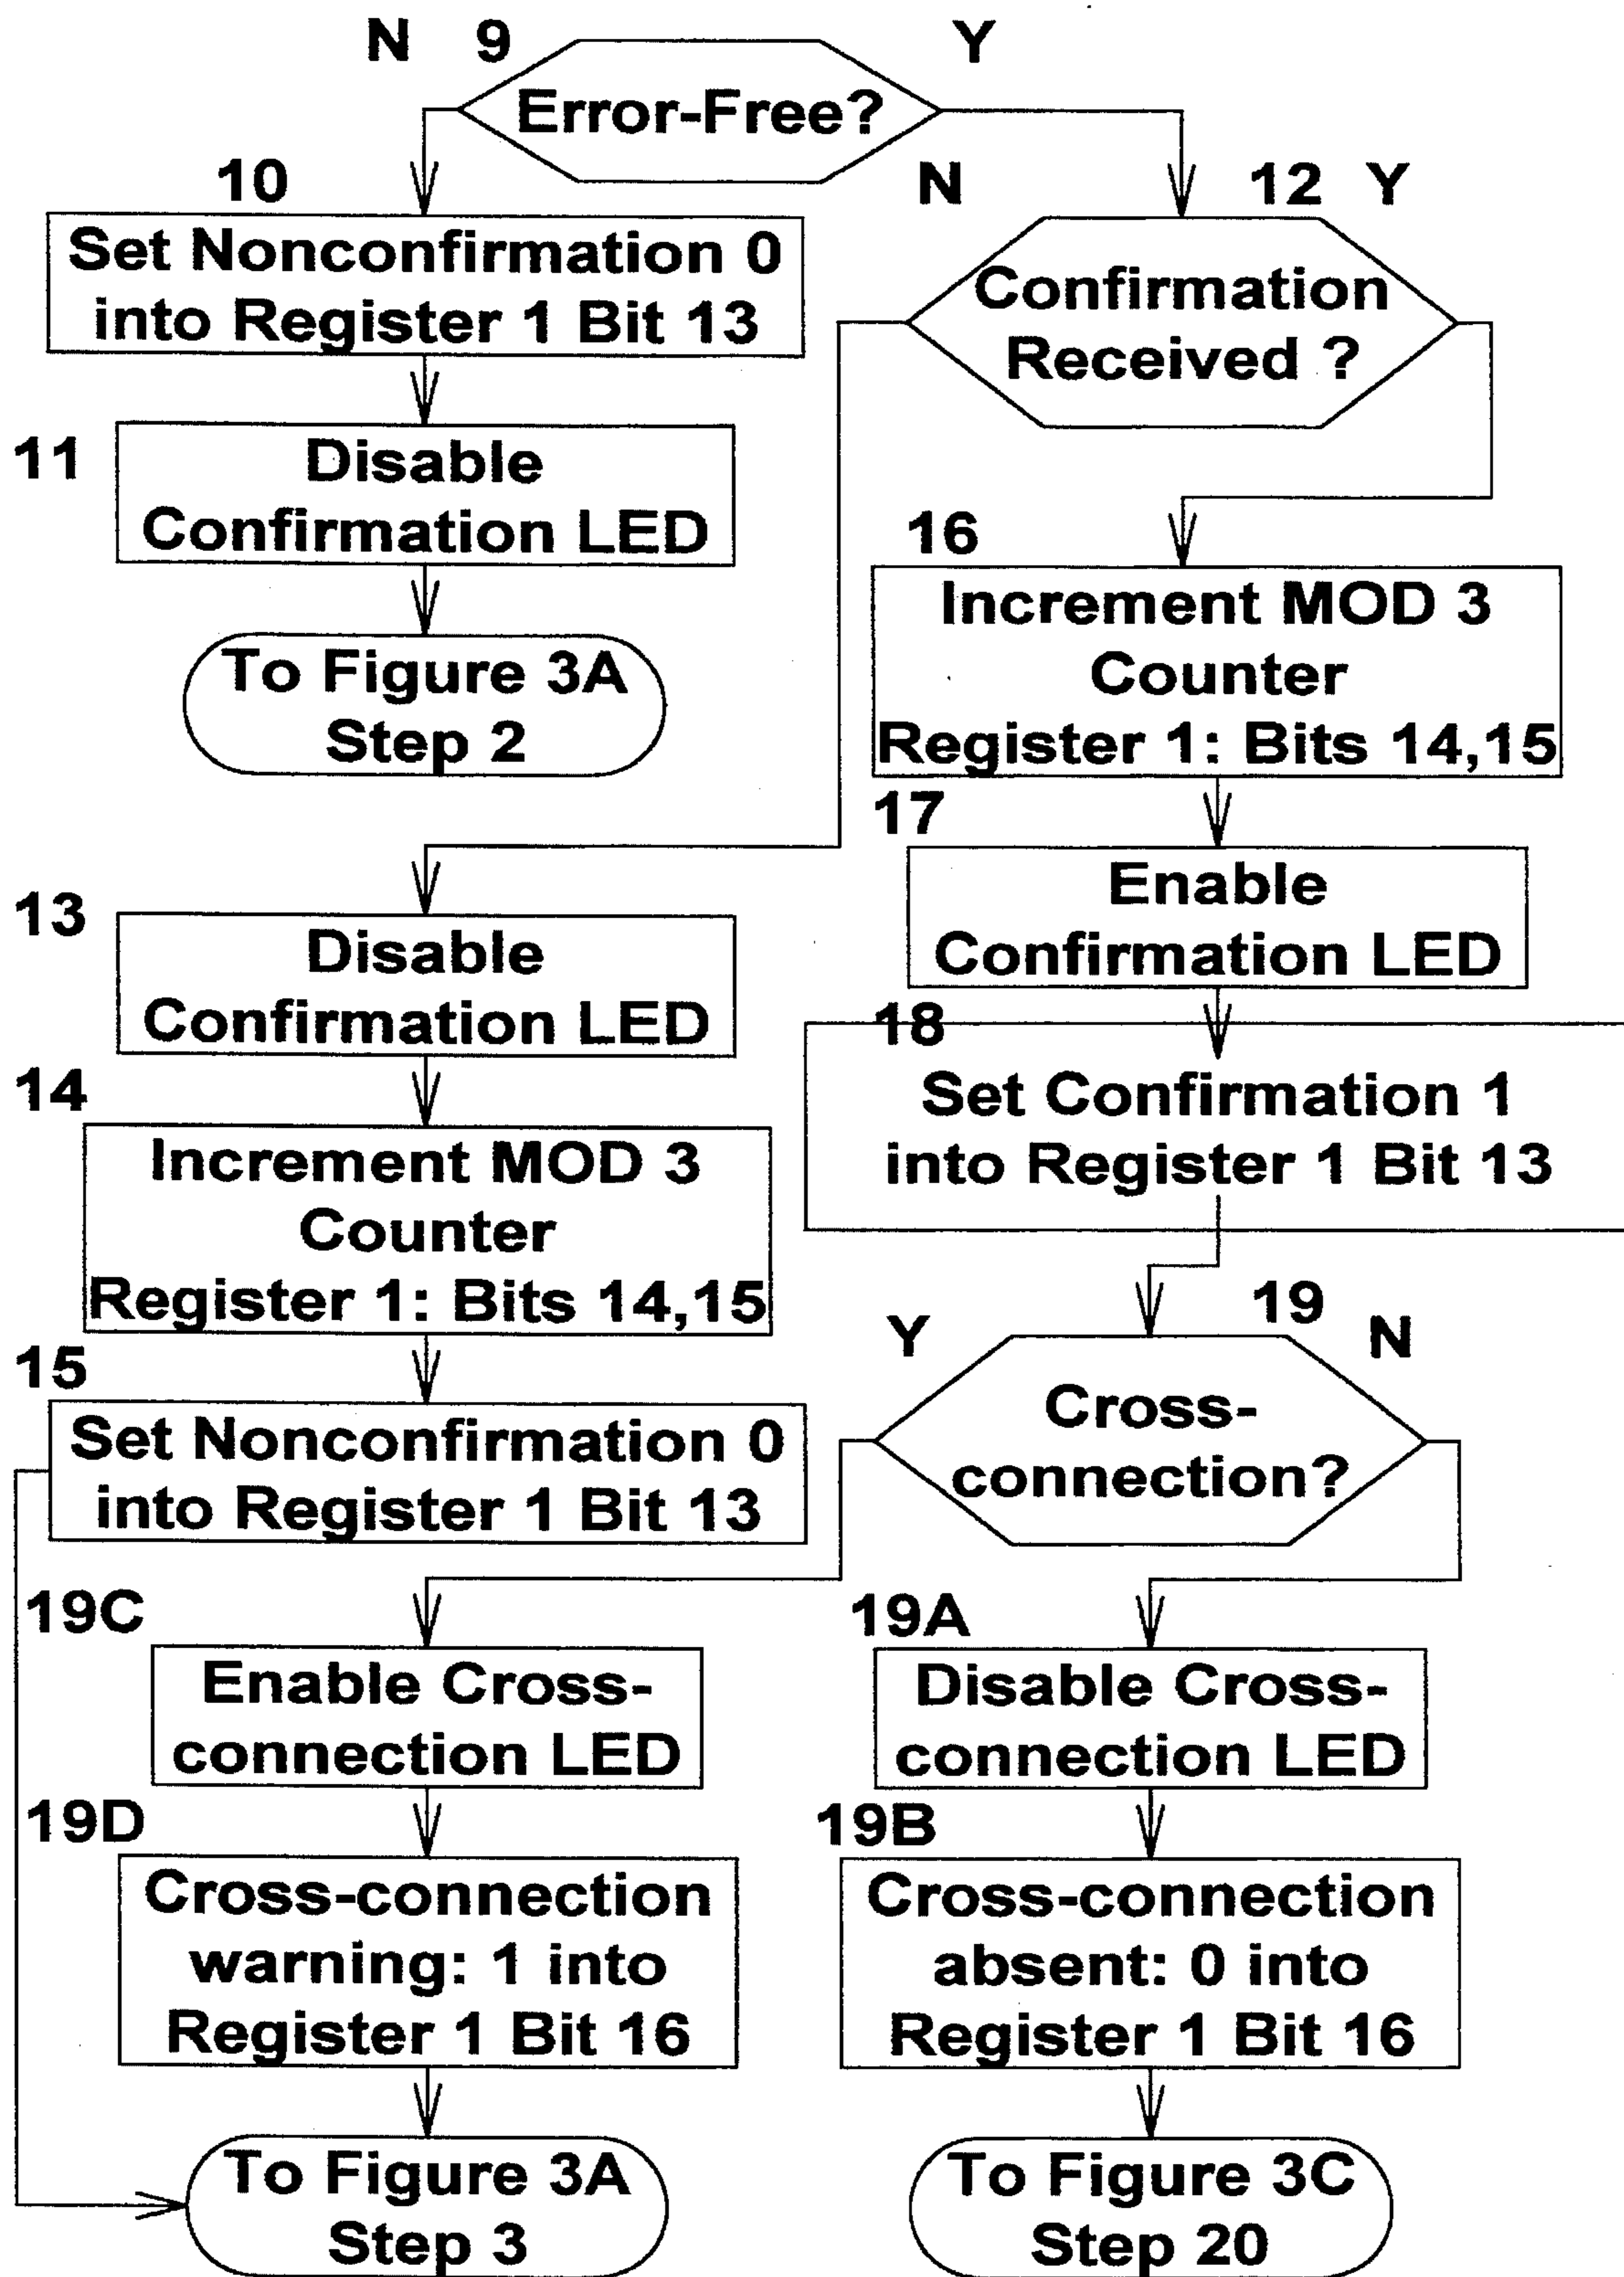 N 9 Y
Error-Free?
10
N 12 Y
Set Nonconfirmation 0
into Register 1 Bit 13
Confirmation
Received ?
11
Disable
Confirmation LED
16
Increment MOD 3
Counter
Register 1: Bits 14,15
To Figure 3A
Step 2
17
Enable
Confirmation LED
13
Disable
Confirmation LED
18
Set Confirmation 1
into Register 1 Bit 13
14
Increment MOD 3
Counter
Register 1: Bits 14,15
19
Y N
Cross-
connection?
15
Set Nonconfirmation 0
into Register 1 Bit 13
19C
Enable Cross-
connection LED
19A
Disable Cross-
connection LED
19D
Cross-connection
warning: 1 into
Register 1 Bit 16
19B
Cross-connection
absent: 0 into
Register 1 Bit 16
To Figure 3A
Step 3
To Figure 3C
Step 20